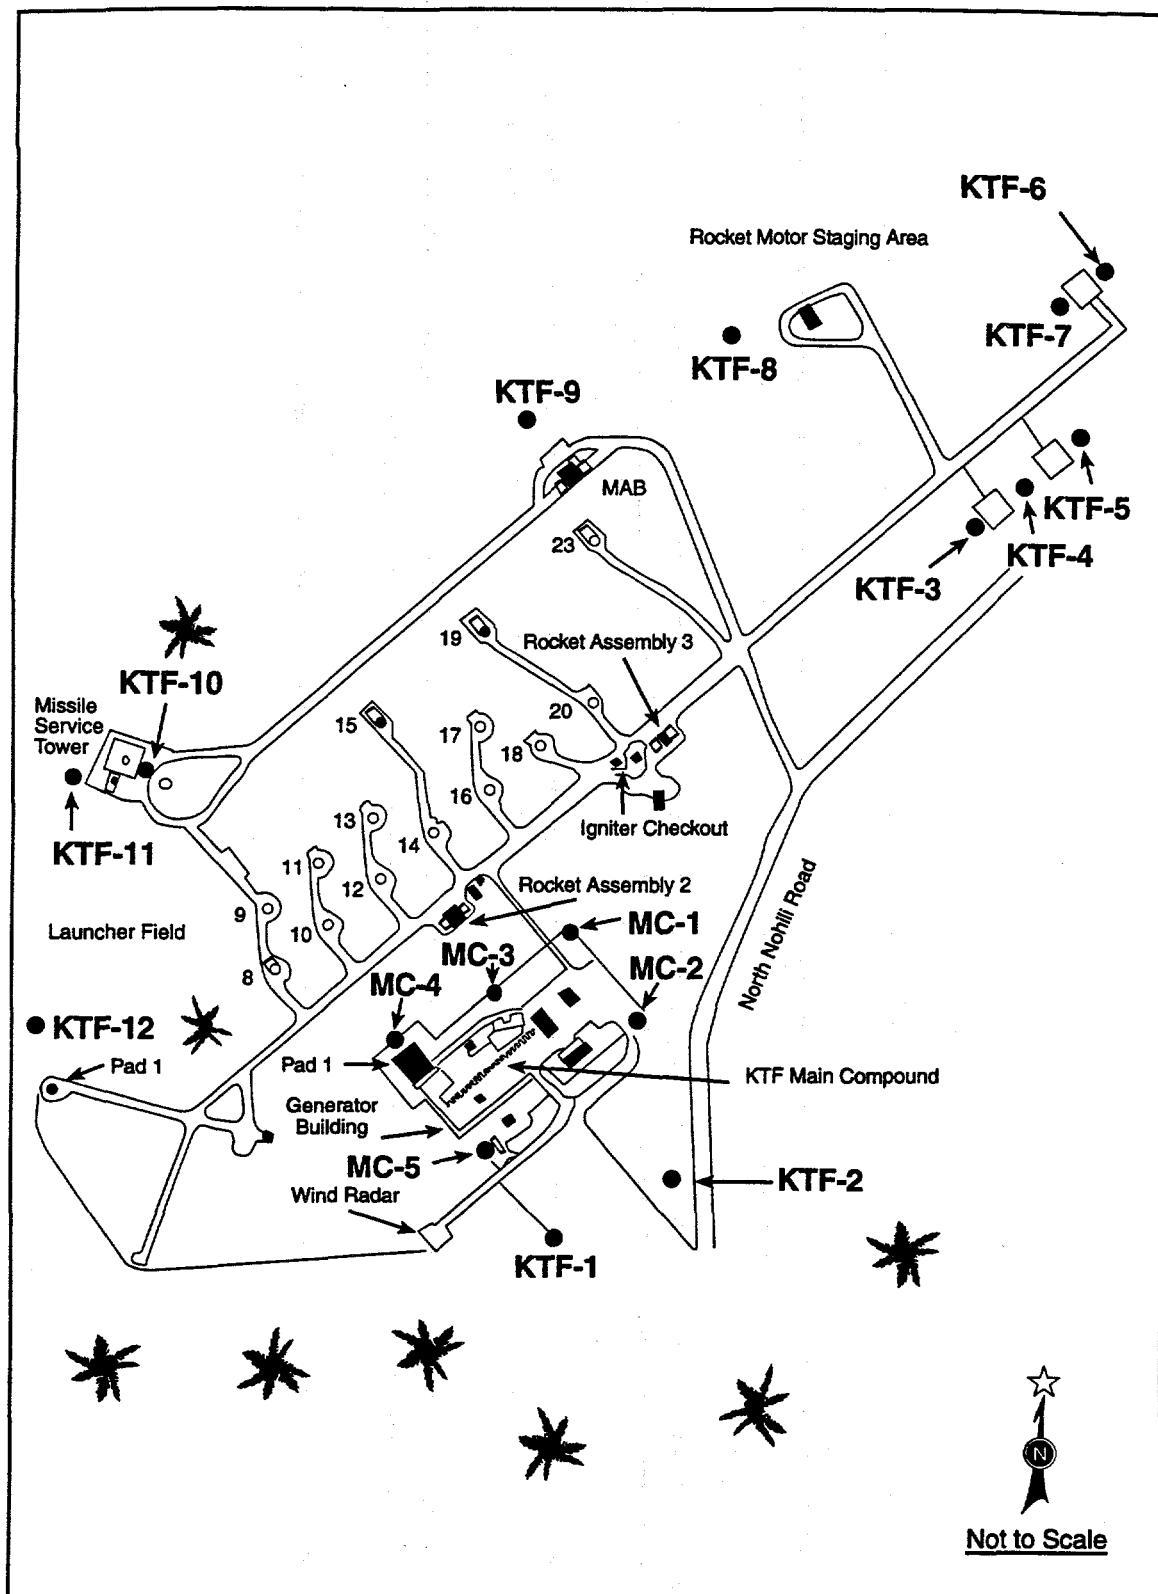 KTF-6
Rocket Motor Staging Area
KTF-7
KTF-8
KTF-9
MAB
KTF-5
23
KTF-4
KTF-3
19
Rocket Assembly 3
KTF-10
Missile
Service
Tower
15
20
17
18
16
13
Igniter Checkout
14
KTF-11
11
12
Rocket Assembly 2
9
10
MC-1
Launcher Field
MC-3
MC-2
8
MC-4
North Nohili Road
KTF-12
Pad 1
Pad 1
KTF Main Compound
Generator
Building
MC-5
KTF-2
Wind Radar
KTF-1
N
Not to Scale